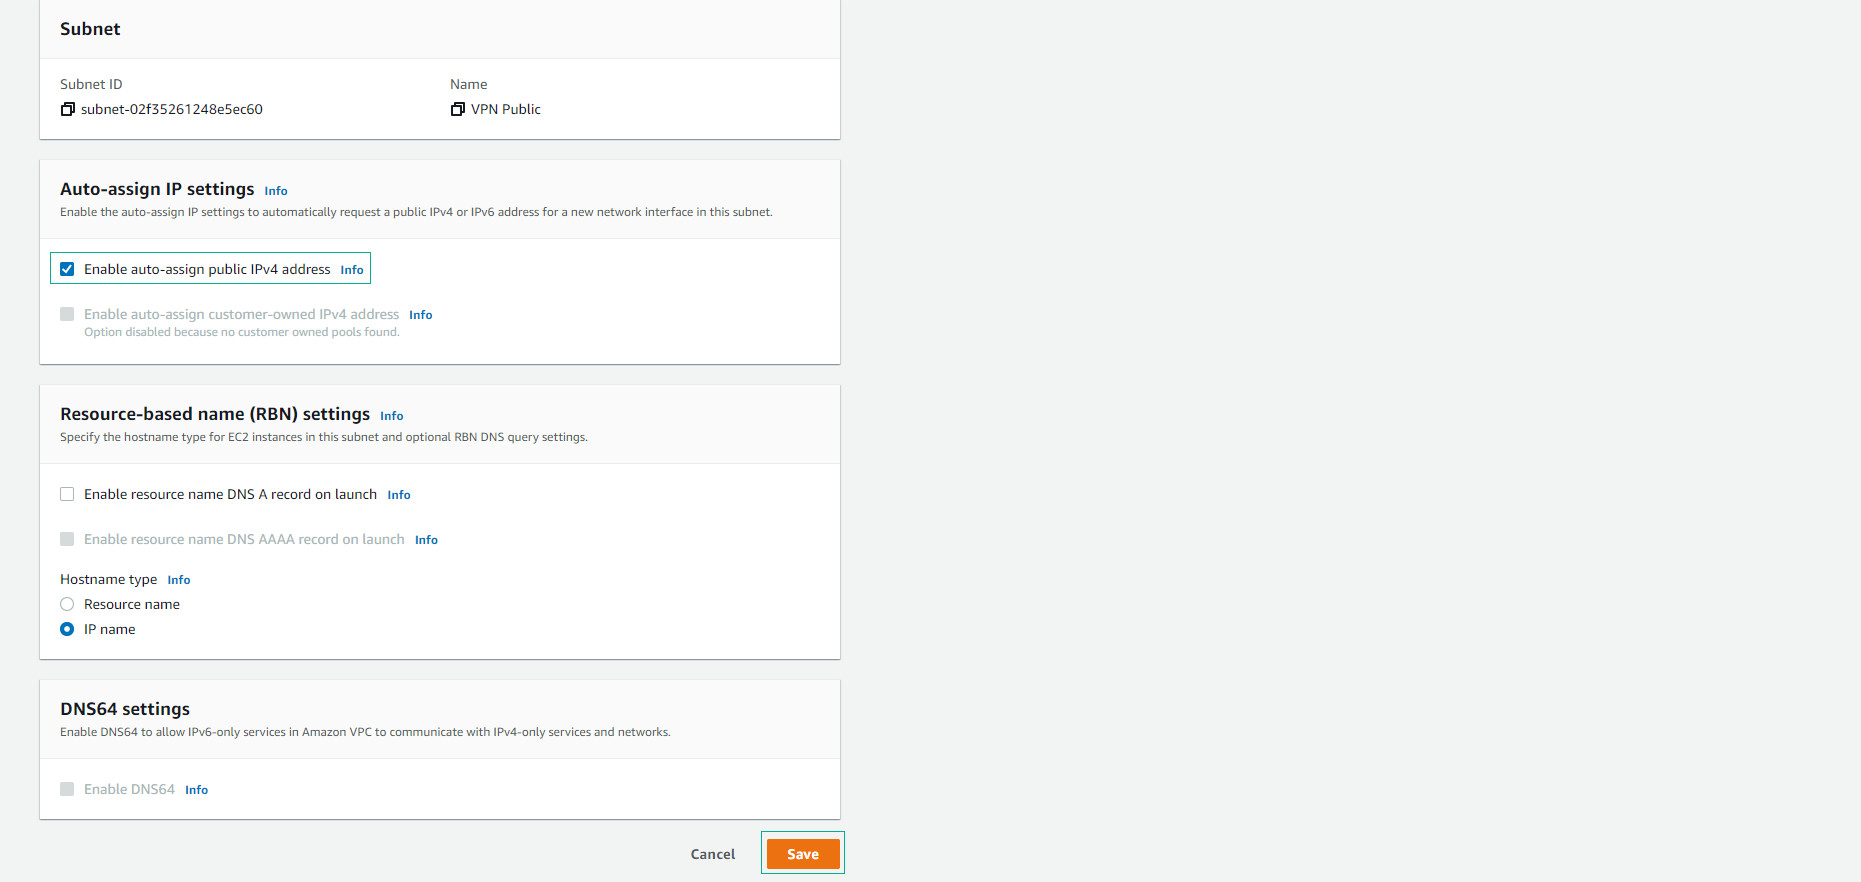 Subnet
Subnet ID
Name
subnet-02f35261248e5ec60
VPN Public
Auto-assign IP settings Info
Enable the auto-assign IP settings to automatically request a public IPv4 or IPv6 address for a new network interface in this subnet.
Enable auto-assign public IPv4 address Info
Enable auto-assign customer-owned IPv4 address Info
Option disabled because no customer owned pools found.
Resource-based name (RBN) settings Info
Specify the hostname type for EC2 instances in this subnet and optional RBN DNS query settings.
Enable resource name DNS A record on launch Info
Enable resource name DNS AAAA record on launch Info
Hostname type Info
Resource name
IP name
DNS64 settings
Enable DNS64 to allow IPv6-only services in Amazon VPC to communicate with IPv4-only services and networks.
Enable DNS64 Info
Cancel
Save